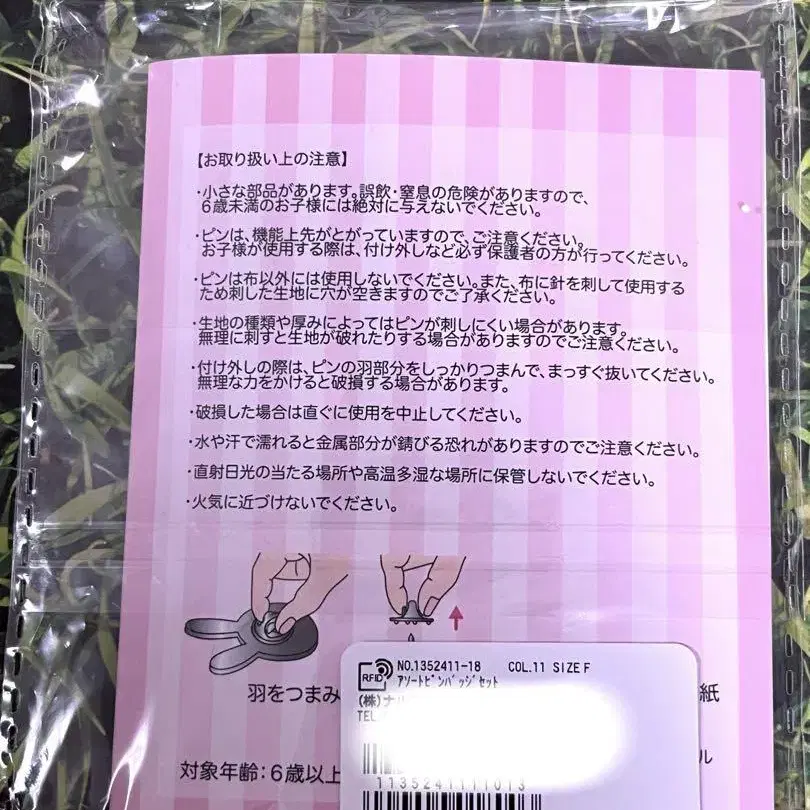 【お取り扱い上の注意】
・小さな部品があります。誤飲・窒息の危険がありますので、
6歳未満のお子様には絶対に与えないでください。
・ピンは、機能上先がとがっていますので、ご注意ください。
お子様が使用する際は、付け外しなど必ず保護者の方が行ってください。
・ピンは布以外には使用しないでください。また、布に針を刺して使用する
ため刺した生地に穴が空きますのでご了承ください。
・生地の種類や厚みによってはピンが刺しにくい場合があります。
無理に刺すと生地が破れたりする場合がありますのでご注意ください。
・付け外しの際は、ピンの羽部分をしっかりつまんで、まっすぐ抜いてください。
無理な力をかけると破損する場合があります。
・破損した場合は直ぐに使用を中止してください。
・水や汗で濡れると金属部分が錆びる恐れがありますのでご注意ください。
・直射日光の当たる場所や高温多湿な場所に保管しないでください。
・火気に近づけないでください。
羽をつまみ
紙
ル
対象年齢：6歳以上
RFID
NO.1352411-18 COL.11 SIZE F
アソートピンバッジセット
(株)ナ
TEL
1135241111013